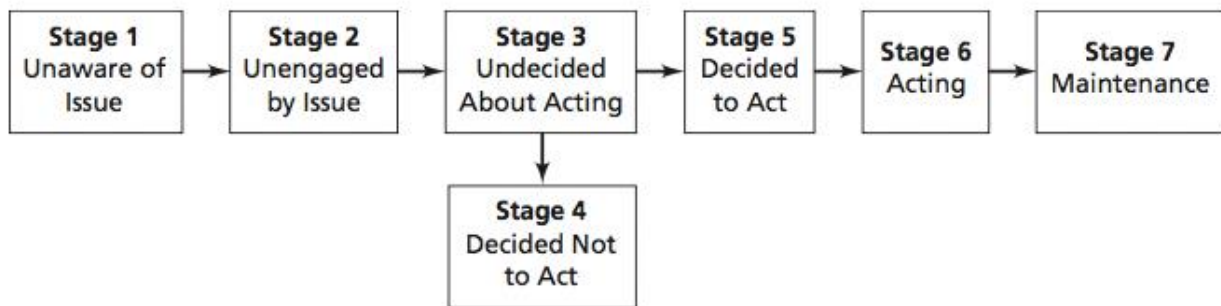 Stage 1
Unaware of
Issue
Stage 2
Unengaged
by Issue
Stage 3
Undecided
About Acting
Stage 5
Decided
to Act
Stage 6
Acting
Stage 7
Maintenance
Stage 4
Decided Not
to Act